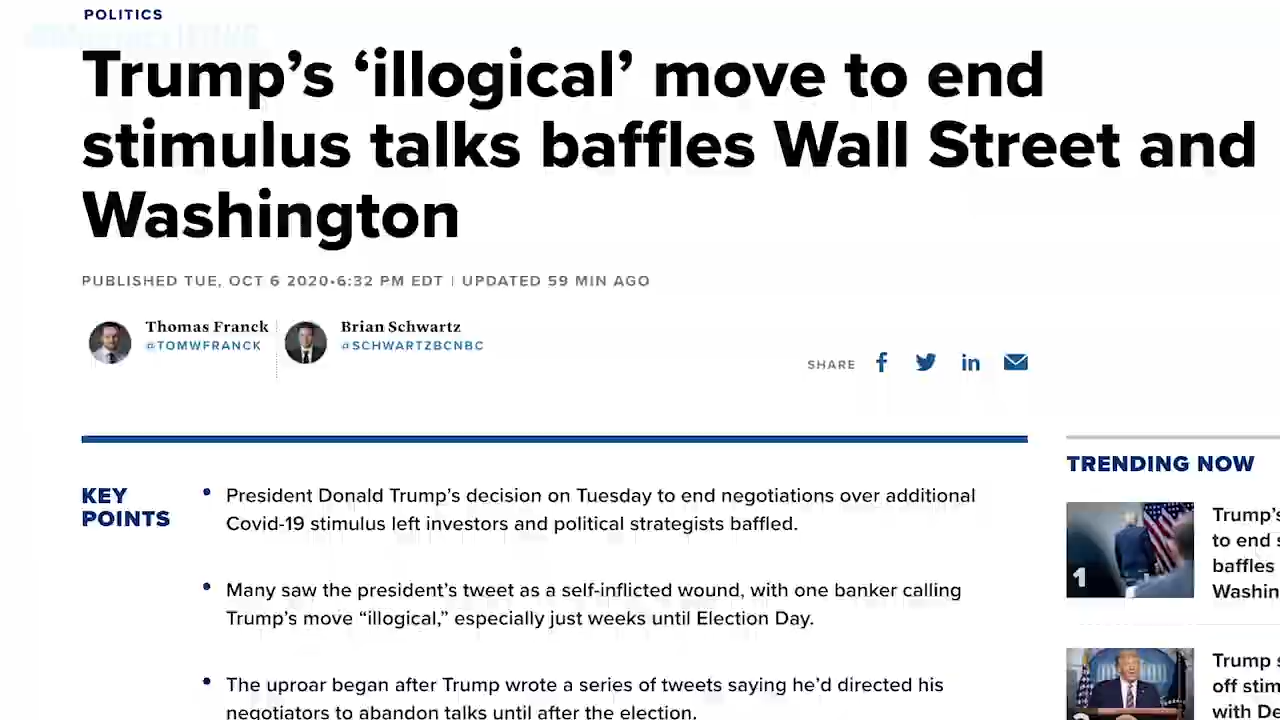 POLITICS
Trump’s ‘illogical’ move to end
stimulus talks baffles Wall Street and
Washington
PUBLISHED TUE, OCT 6 2020•6:32 PM EDT | UPDATED 59 MIN AGO
Thomas Franck
@TOMWFRANCK
Brian Schwartz
@SCHWARTZBCNBC
SHARE
KEY
POINTS
• President Donald Trump’s decision on Tuesday to end negotiations over additional
Covid-19 stimulus left investors and political strategists baffled.
• Many saw the president’s tweet as a self-inflicted wound, with one banker calling
Trump’s move “illogical,” especially just weeks until Election Day.
• The uproar began after Trump wrote a series of tweets saying he’d directed his
negotiators to abandon talks until after the election.
TRENDING NOW
1
Trump’s
to end s
baffles
Washin
Trump s
off stim
with De